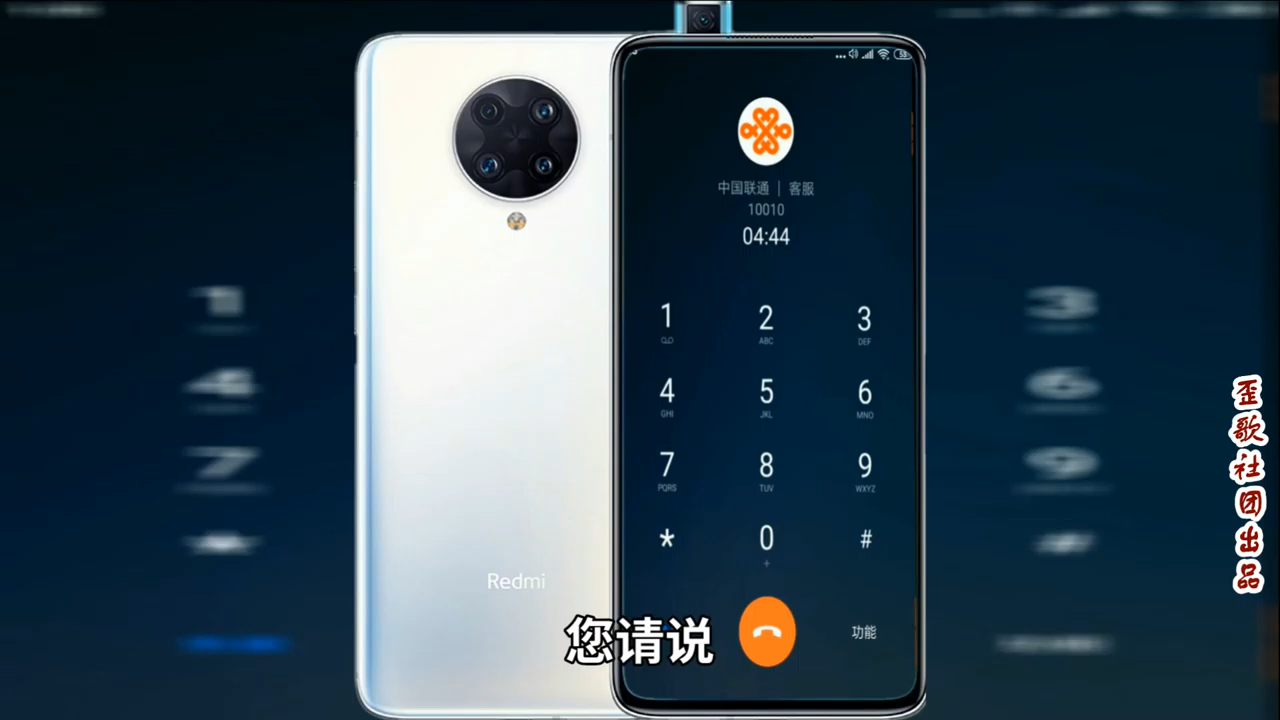 53
中国联通｜客服
10010
04:44
1 2 3
ABC DEF
4 5 6
GHI JKL MNO
7 8 9
PQRS TUV WXYZ
* 0 #
+
功能
Redmi
您请说
歪歌社团出品